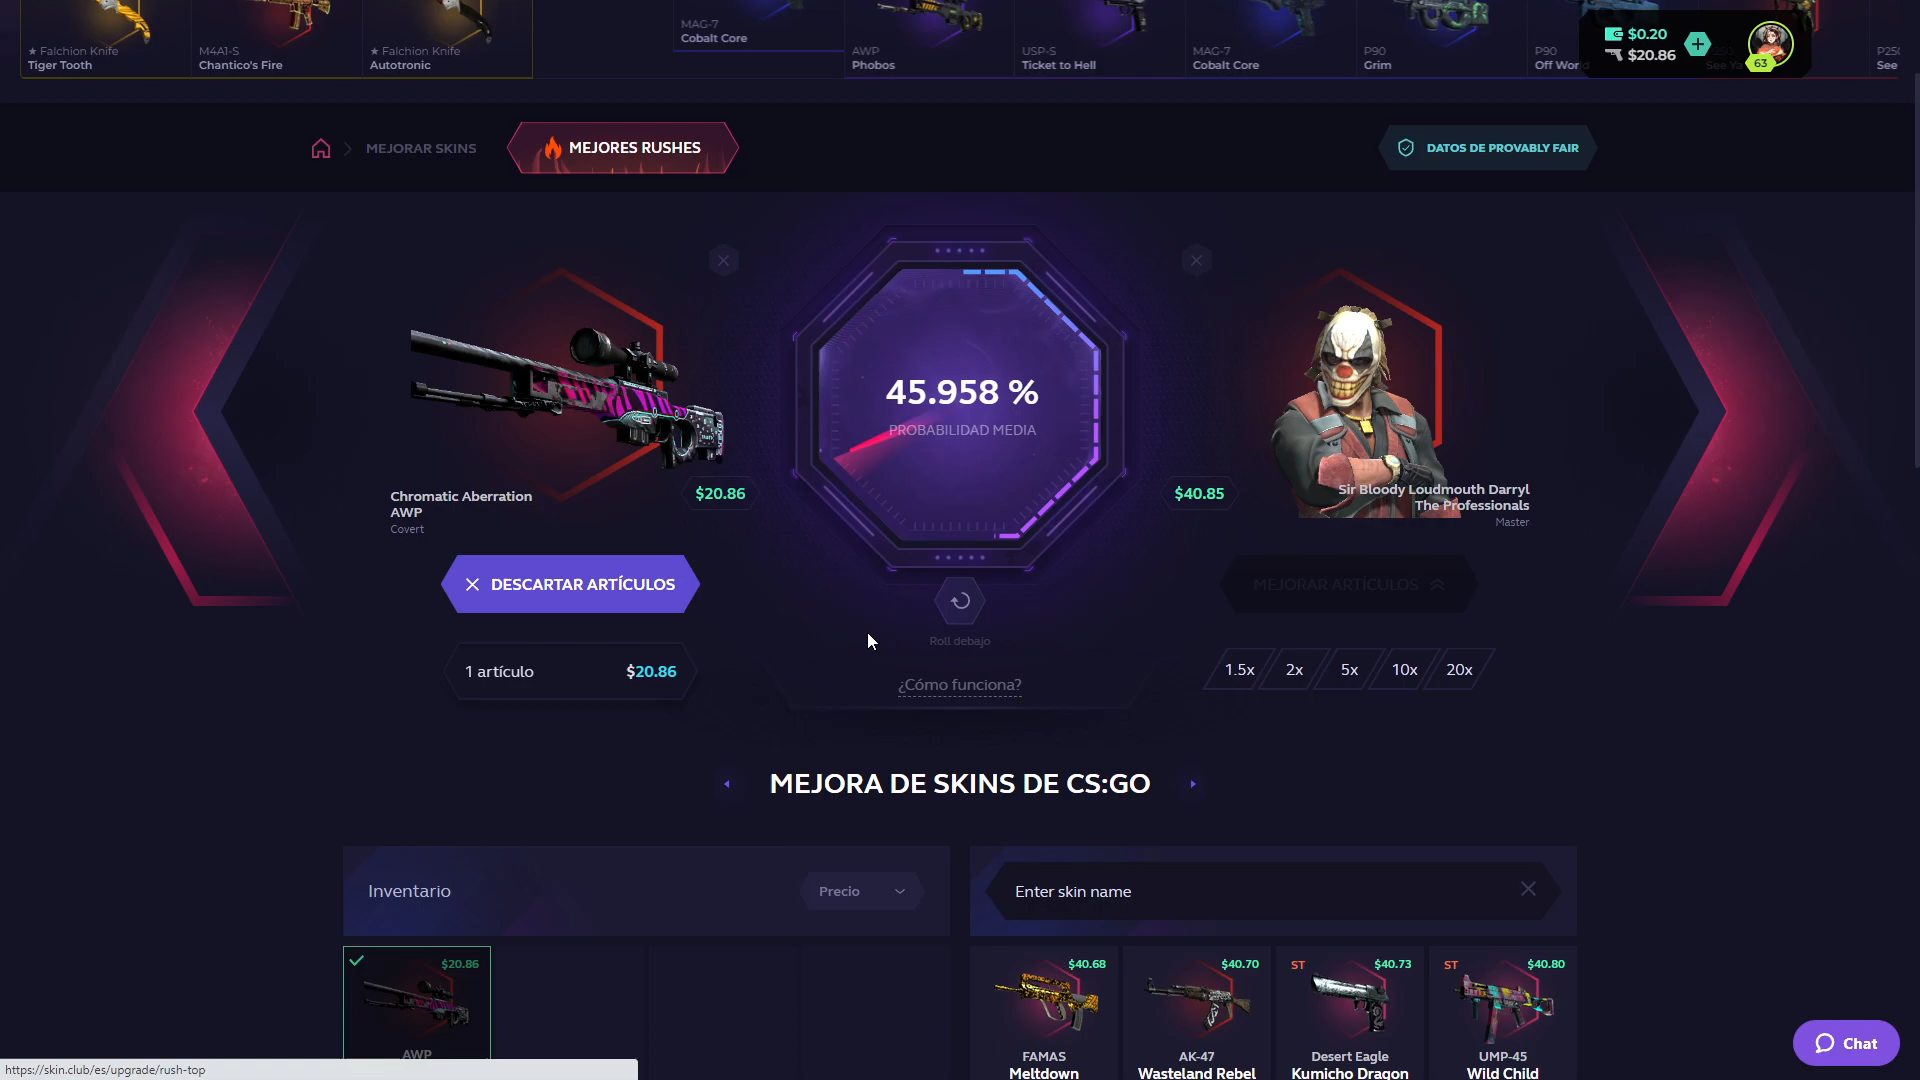 ★ Falchion Knife
Tiger Tooth
M4A1-S
Chantico's Fire
★ Falchion Knife
Autotronic
MAG-7
Cobalt Core
AWP
Phobos
USP-S
Ticket to Hell
MAG-7
Cobalt Core
P90
Grim
P90
Off Wor
See Ya
P250
See
$0.20
$20.86
63
MEJORAR SKINS
MEJORES RUSHES
DATOS DE PROVABLY FAIR
45.958 %
PROBABILIDAD MEDIA
Chromatic Aberration
AWP
Covert
$20.86
$40.85
Sir Bloody Loudmouth Darryl
The Professionals
Master
DESCARTAR ARTÍCULOS
MEJORAR ARTÍCULOS
Roll debajo
1 artículo
$20.86
¿Cómo funciona?
1.5x
2x
5x
10x
20x
MEJORA DE SKINS DE CS:GO
Inventario
Precio
Enter skin name
$20.86
AWP
$40.68
FAMAS
Meltdown
$40.70
AK-47
Wasteland Rebel
ST
$40.73
Desert Eagle
Kumicho Dragon
ST
$40.80
UMP-45
Wild Child
Chat
https://skin.club/es/upgrade/rush-top